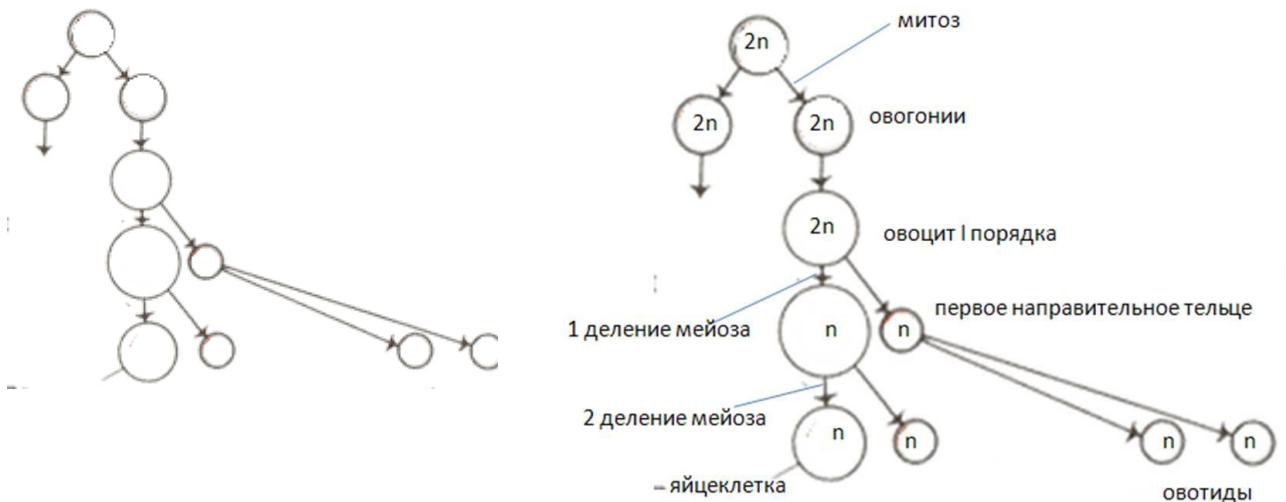 митоз
2n
2n
2n
овогонии
2n
овоцит I порядка
первое направительное тельце
1 деление мейоза
n
n
2 деление мейоза
n
n
n
n
яйцеклетка
овотиды